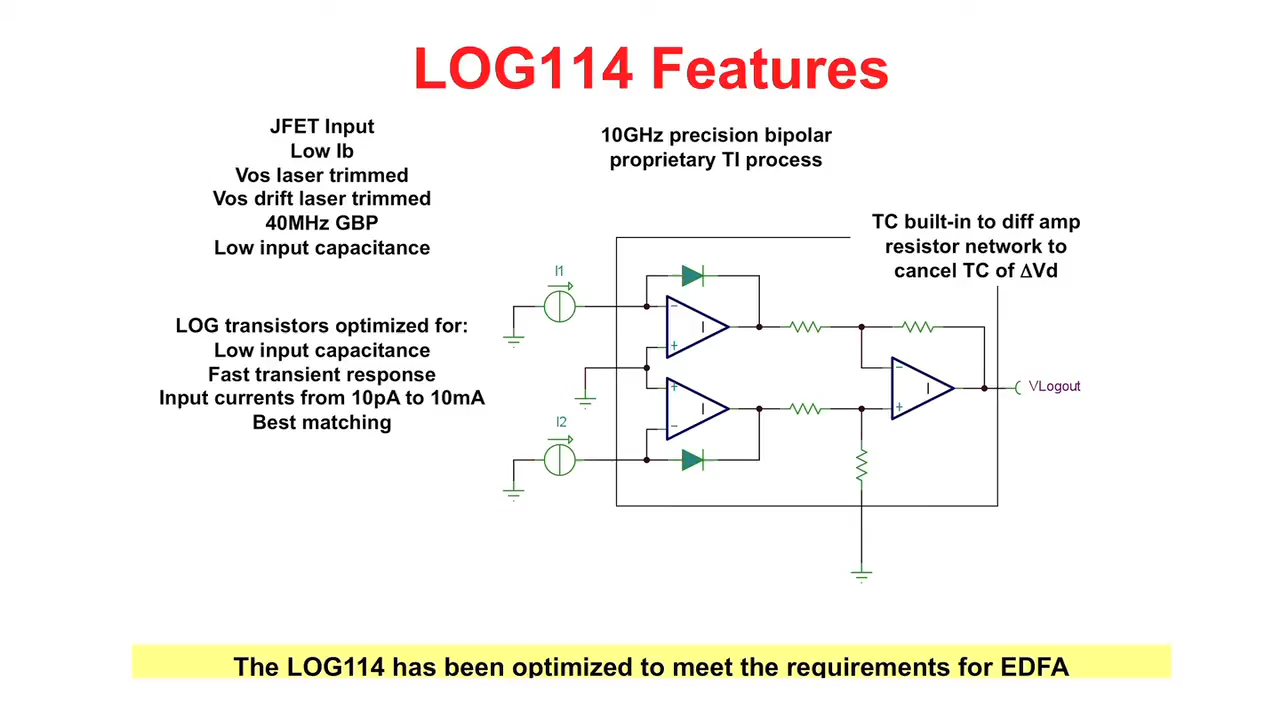 LOG114 Features
JFET Input
Low Ib
Vos laser trimmed
Vos drift laser trimmed
40MHz GBP
Low input capacitance
10GHz precision bipolar
proprietary TI process
TC built-in to diff amp
resistor network to
cancel TC of ΔVd
LOG transistors optimized for:
Low input capacitance
Fast transient response
Input currents from 10pA to 10mA
Best matching
I1
I2
VLogout
The LOG114 has been optimized to meet the requirements for EDFA